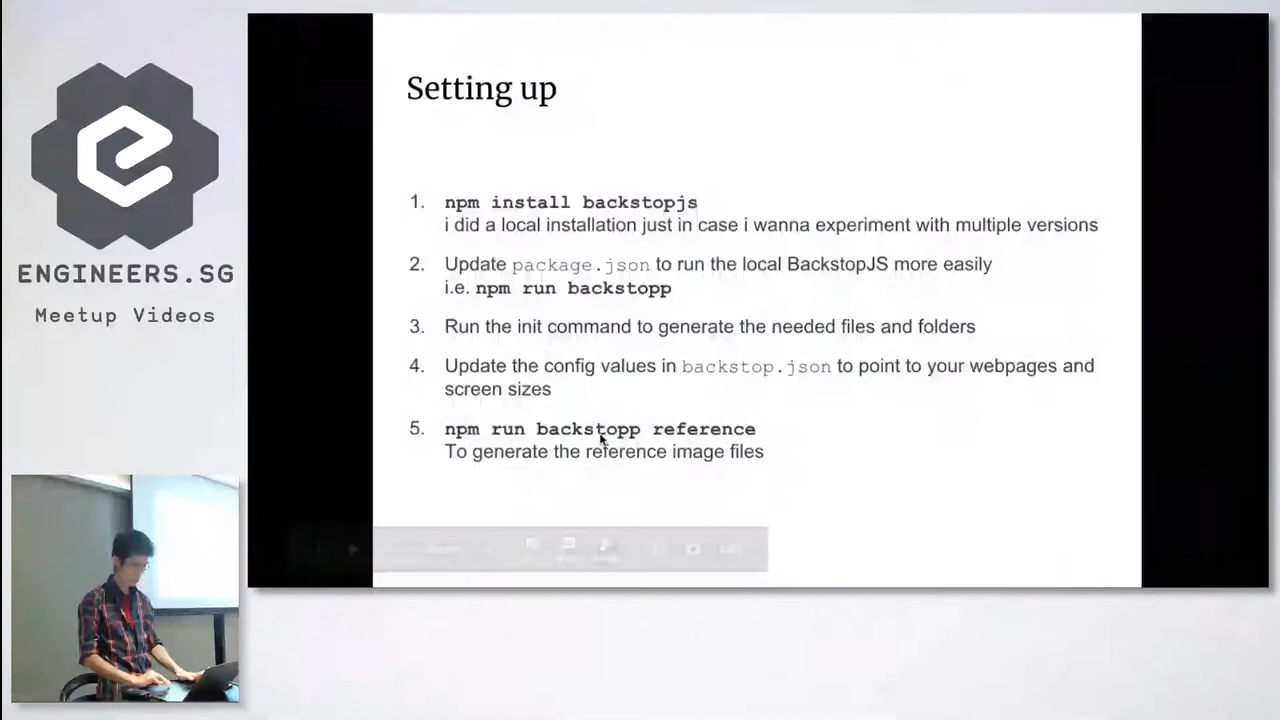 Setting up
1. npm install backstopjs
i did a local installation just in case i wanna experiment with multiple versions
2. Update package.json to run the local BackstopJS more easily
i.e. npm run backstopp
3. Run the init command to generate the needed files and folders
4. Update the config values in backstop.json to point to your webpages and
screen sizes
5. npm run backstopp reference
To generate the reference image files
ENGINEERS.SG
Meetup Videos